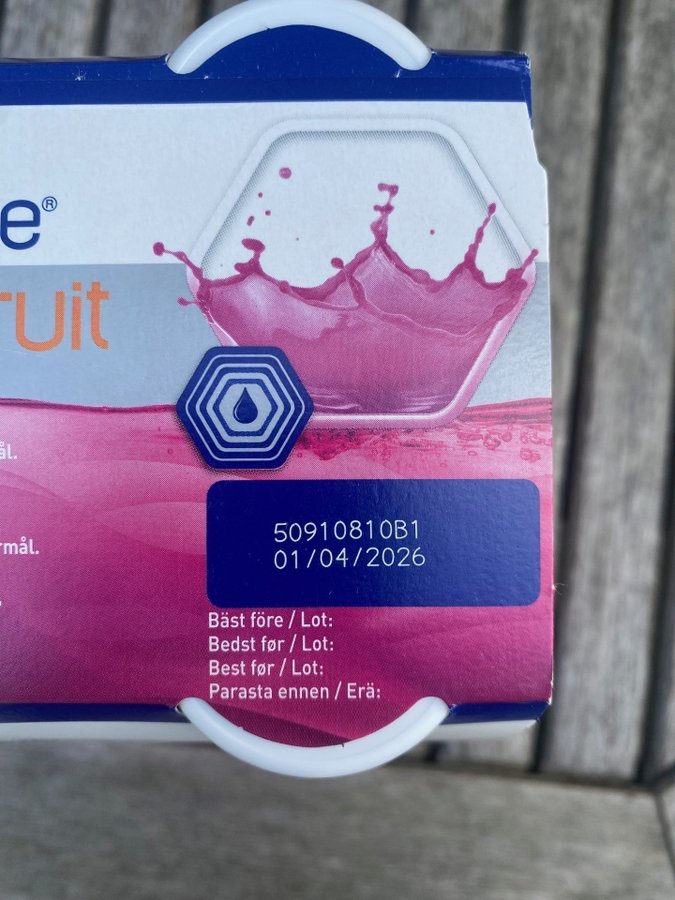 e®
ruit
ål.
rmål.
50910810B1
01/04/2026
Bäst före / Lot:
Bedst før / Lot:
Best før / Lot:
Parasta ennen / Erä: